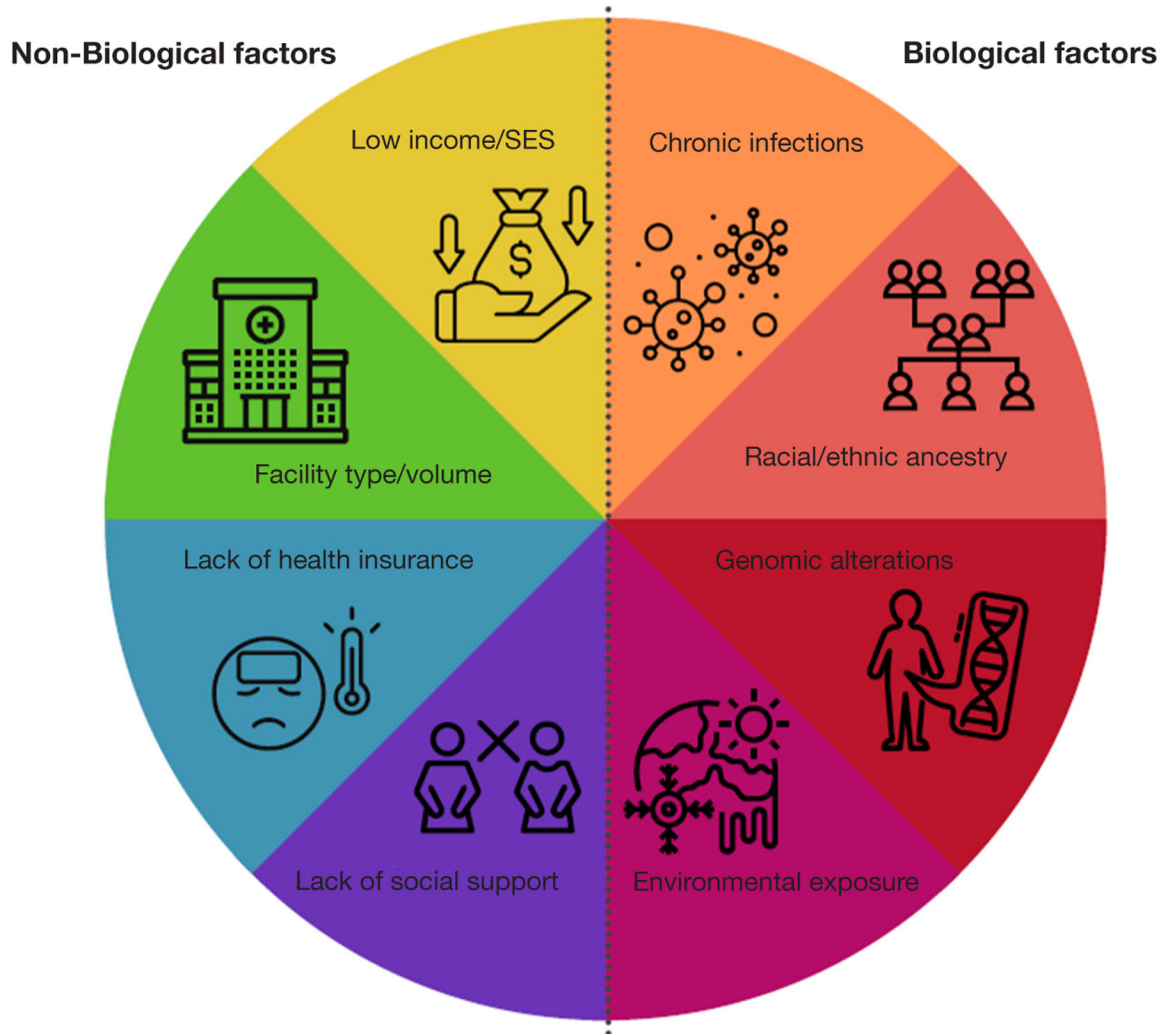 Non-Biological factors
Biological factors
Low income/SES
Chronic infections
$
Facility type/volume
Racial/ethnic ancestry
Lack of health insurance
Genomic alterations
Lack of social support
Environmental exposure